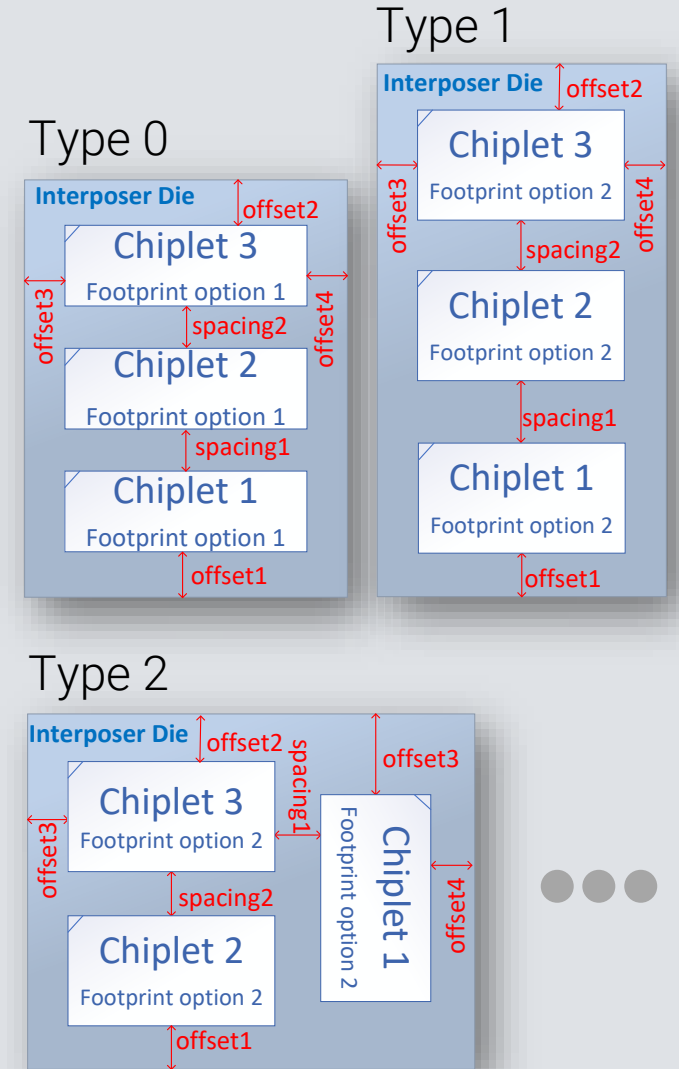 Type 0
Interposer Die
offset2
Chiplet 3
Footprint option 1
offset3
offset4
spacing2
Chiplet 2
Footprint option 1
spacing1
Chiplet 1
Footprint option 1
offset1
Type 1
Interposer Die
offset2
Chiplet 3
Footprint option 2
offset3
offset4
spacing2
Chiplet 2
Footprint option 2
spacing1
Chiplet 1
Footprint option 2
offset1
Type 2
Interposer Die
offset2
spacing1
offset3
Chiplet 3
Footprint option 2
offset3
Chiplet 1
Footprint option 2
offset4
spacing2
Chiplet 2
Footprint option 2
offset1